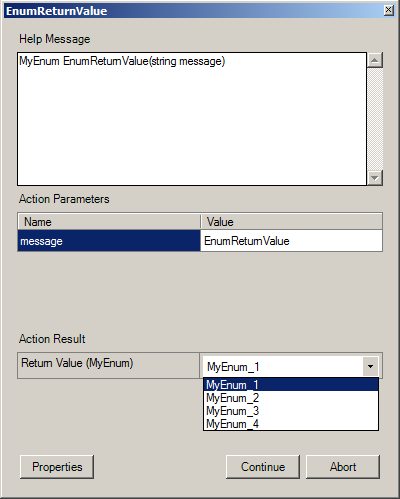 EnumReturnValue
Help Message
MyEnum EnumReturnValue(string message)
Action Parameters
Name Value
message EnumReturnValue
Action Result
Return Value (MyEnum) MyEnum_1
MyEnum_1
MyEnum_2
MyEnum_3
MyEnum_4
Properties Continue Abort